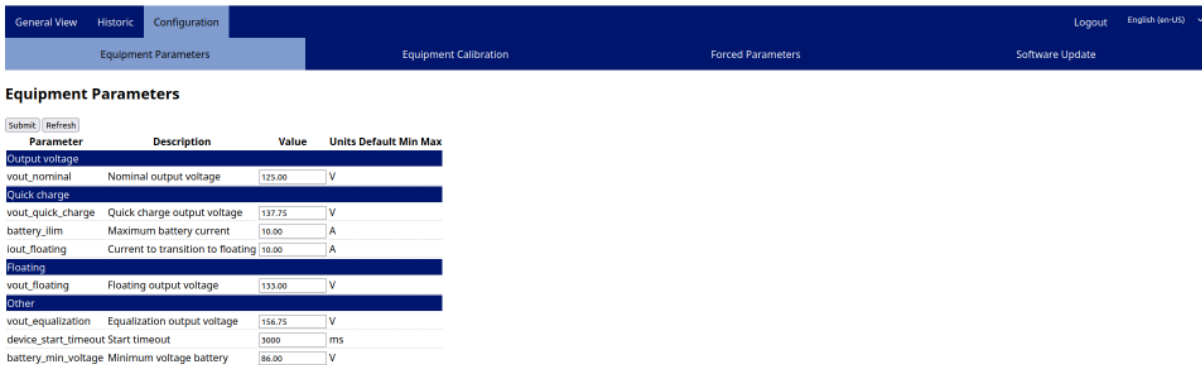 General View Historic Configuration Logout English (en-US)
Equipment Parameters Equipment Calibration Forced Parameters Software Update
Equipment Parameters
Submit Refresh
Parameter Description Value Units Default Min Max
Output voltage
vout_nominal Nominal output voltage 125.00 V
Quick charge
vout_quick_charge Quick charge output voltage 137.75 V
battery_ilim Maximum battery current 10.00 A
iout_floating Current to transition to floating 10.00 A
Floating
vout_floating Floating output voltage 133.00 V
Other
vout_equalization Equalization output voltage 156.75 V
device_start_timeout Start timeout 3000 ms
battery_min_voltage Minimum voltage battery 86.00 V